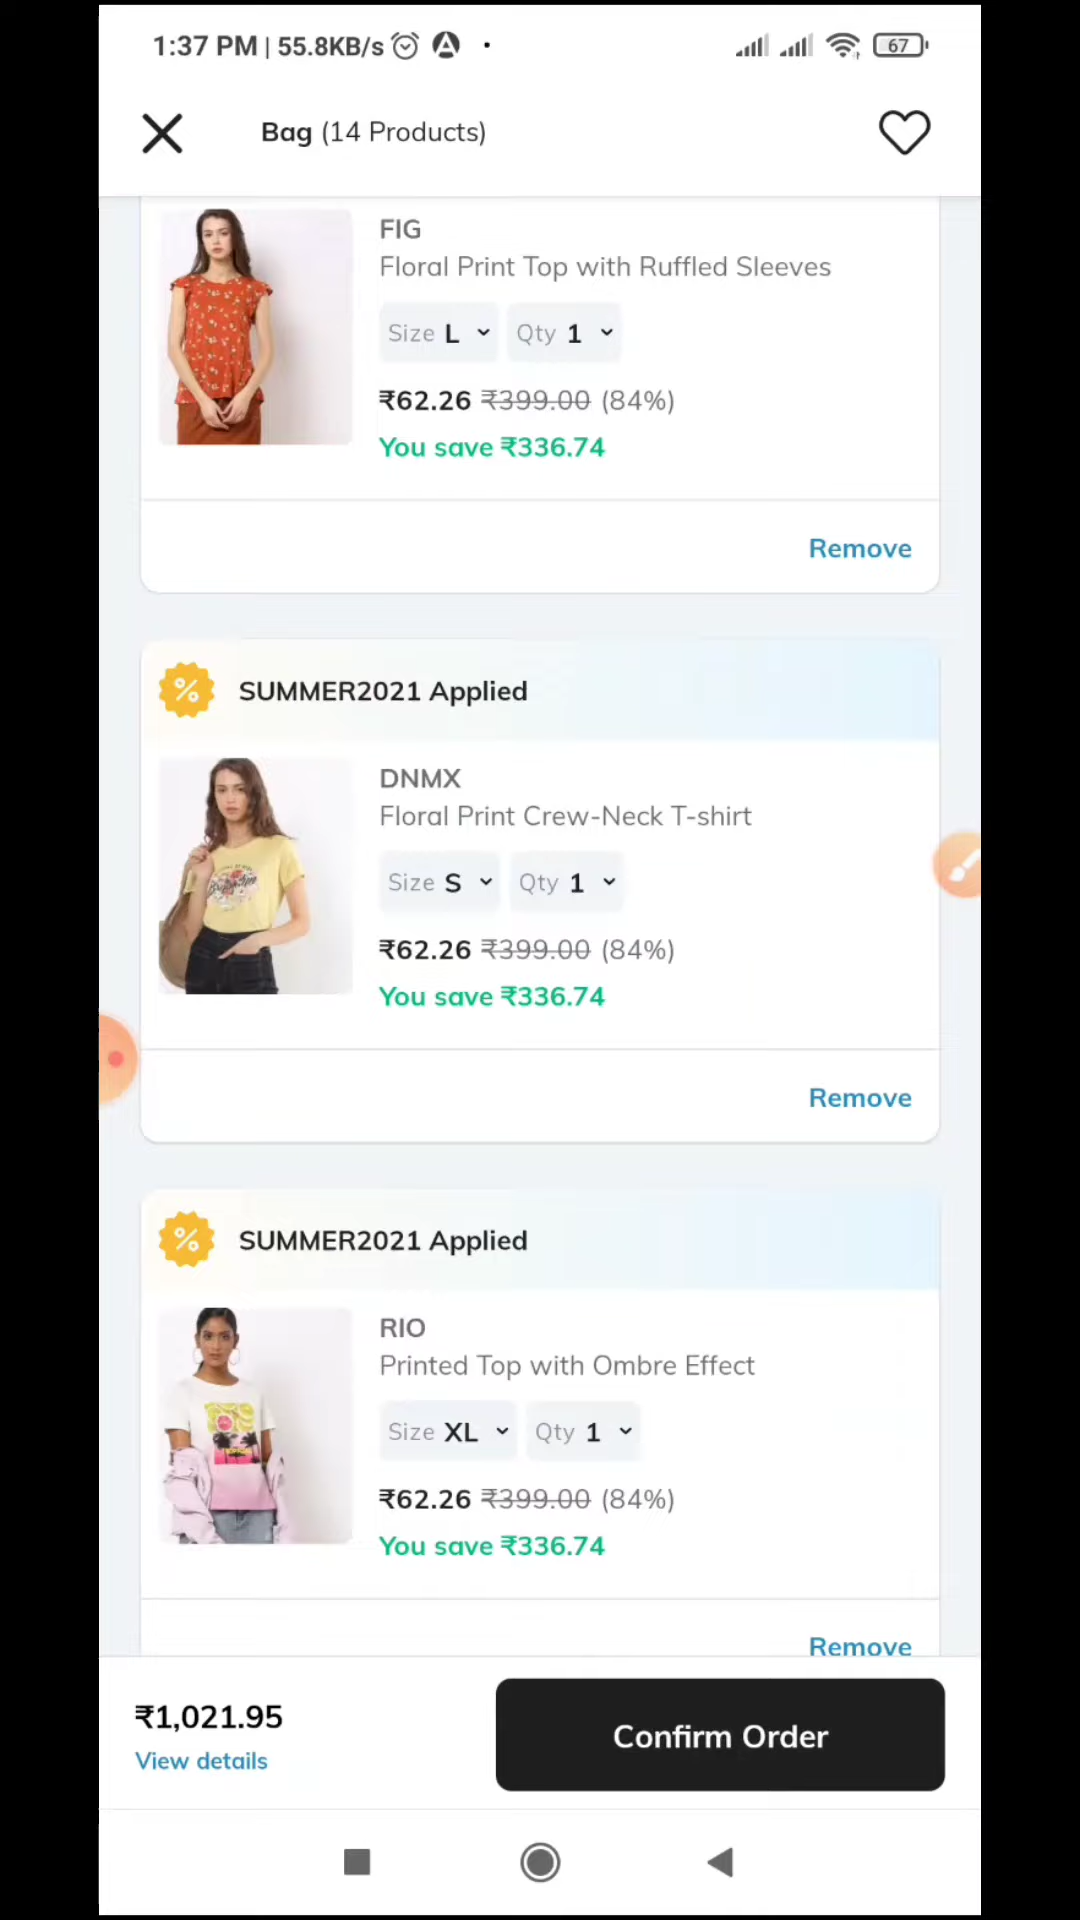 1:37 PM | 55.8KB/s
67
Bag (14 Products)
FIG
Floral Print Top with Ruffled Sleeves
Size L Qty 1
₹62.26 ₹399.00 (84%)
You save ₹336.74
Remove
% SUMMER2021 Applied
DNMX
Floral Print Crew-Neck T-shirt
Size S Qty 1
₹62.26 ₹399.00 (84%)
You save ₹336.74
Remove
% SUMMER2021 Applied
RIO
Printed Top with Ombre Effect
Size XL Qty 1
₹62.26 ₹399.00 (84%)
You save ₹336.74
Remove
₹1,021.95
View details
Confirm Order